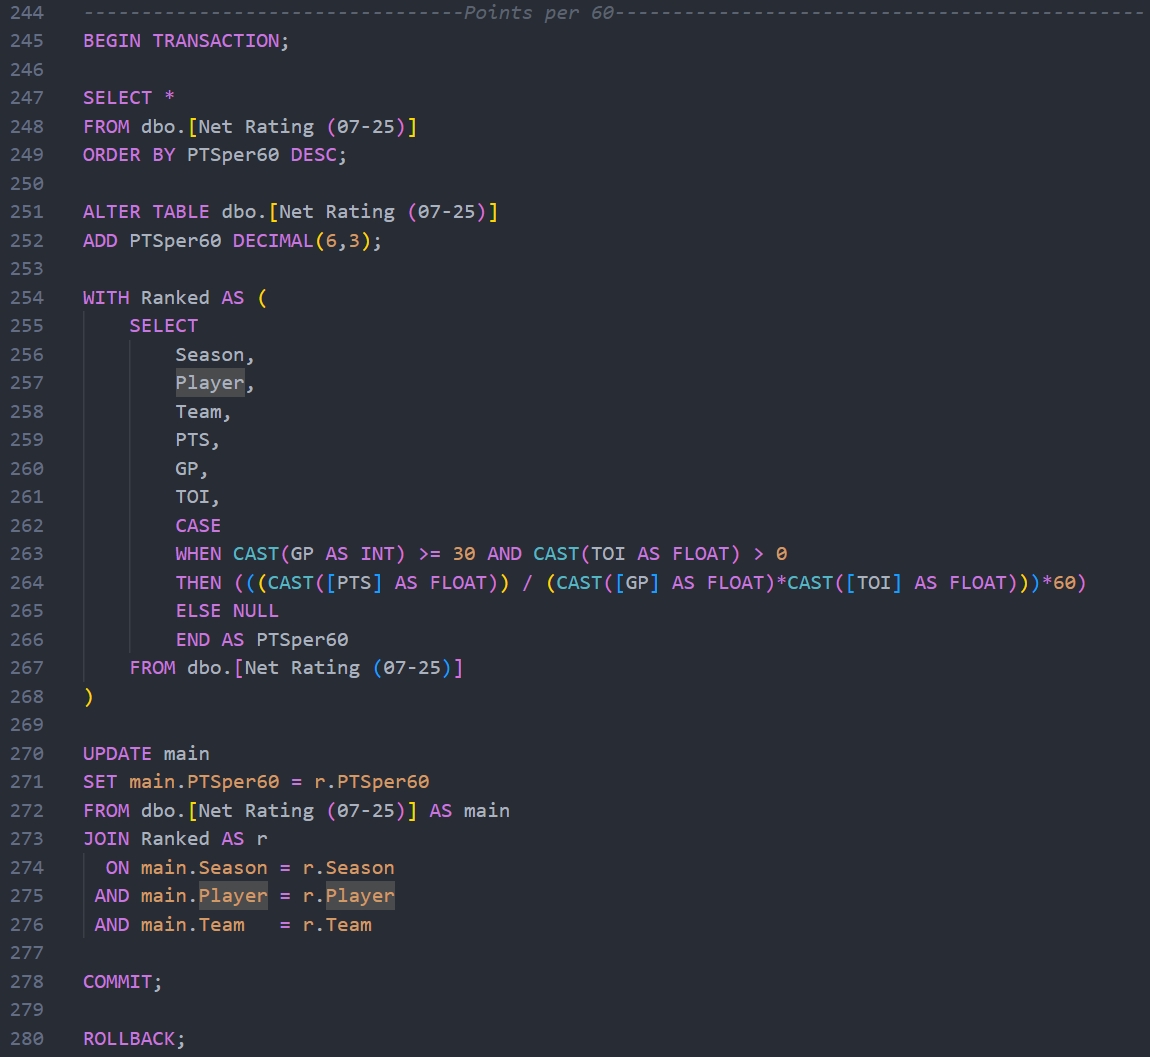 244 ---------------------------------Points per 60----------------------------------------------
245 BEGIN TRANSACTION;
246
247 SELECT *
248 FROM dbo.[Net Rating (07-25)]
249 ORDER BY PTSper60 DESC;
250
251 ALTER TABLE dbo.[Net Rating (07-25)]
252 ADD PTSper60 DECIMAL(6,3);
253
254 WITH Ranked AS (
255     SELECT
256         Season,
257         Player,
258         Team,
259         PTS,
260         GP,
261         TOI,
262         CASE
263         WHEN CAST(GP AS INT) >= 30 AND CAST(TOI AS FLOAT) > 0
264         THEN (((CAST([PTS] AS FLOAT)) / (CAST([GP] AS FLOAT)*CAST([TOI] AS FLOAT)))*60)
265         ELSE NULL
266         END AS PTSper60
267     FROM dbo.[Net Rating (07-25)]
268 )
269
270 UPDATE main
271 SET main.PTSper60 = r.PTSper60
272 FROM dbo.[Net Rating (07-25)] AS main
273 JOIN Ranked AS r
274   ON main.Season = r.Season
275  AND main.Player = r.Player
276  AND main.Team   = r.Team
277
278 COMMIT;
279
280 ROLLBACK;